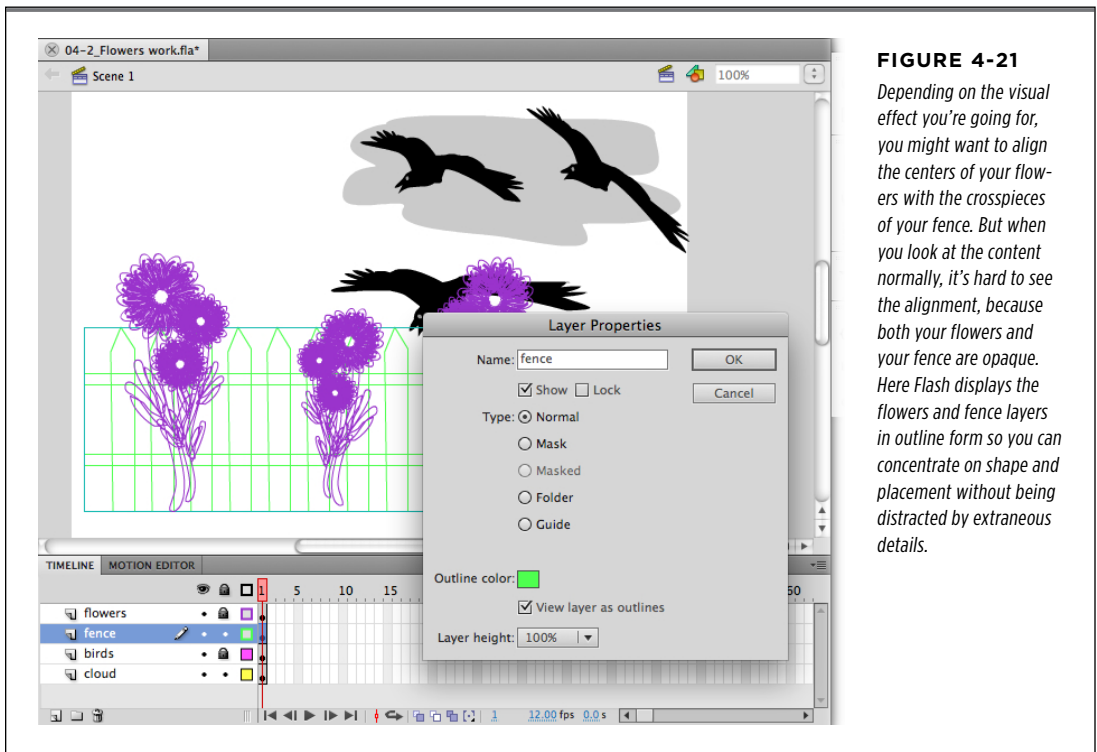 04-2_Flowers work.fla*
Scene 1
100%
Layer Properties
Name: fence
OK
Show Lock
Cancel
Type: Normal
Mask
Masked
Folder
Guide
Outline color:
View layer as outlines
Layer height: 100%
TIMELINE MOTION EDITOR
1 5 10 15
50
flowers
fence
birds
cloud
1 12.00 fps 0.0 s
FIGURE 4-21
Depending on the visual
effect you're going for,
you might want to align
the centers of your flow-
ers with the crosspieces
of your fence. But when
you look at the content
normally, it's hard to see
the alignment, because
both your flowers and
your fence are opaque.
Here Flash displays the
flowers and fence layers
in outline form so you can
concentrate on shape and
placement without being
distracted by extraneous
details.